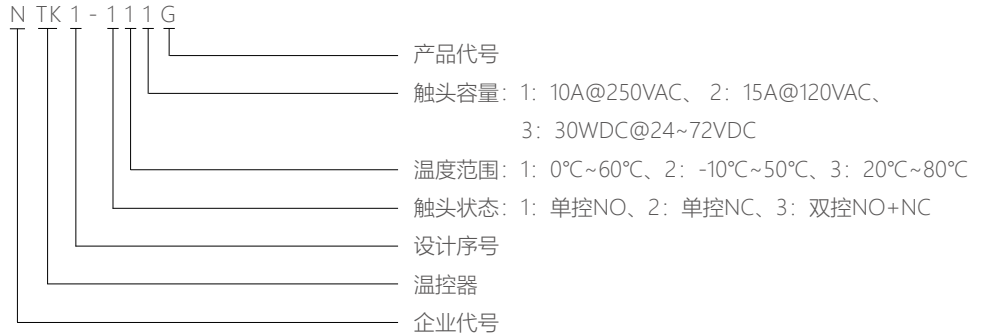 N TK 1 - 1 1 1 G
产品代号
触头容量：1：10A@250VAC、 2：15A@120VAC、
3：30WDC@24~72VDC
温度范围：1：0℃~60℃、2：-10℃~50℃、3：20℃~80℃
触头状态：1：单控NO、2：单控NC、3：双控NO+NC
设计序号
温控器
企业代号